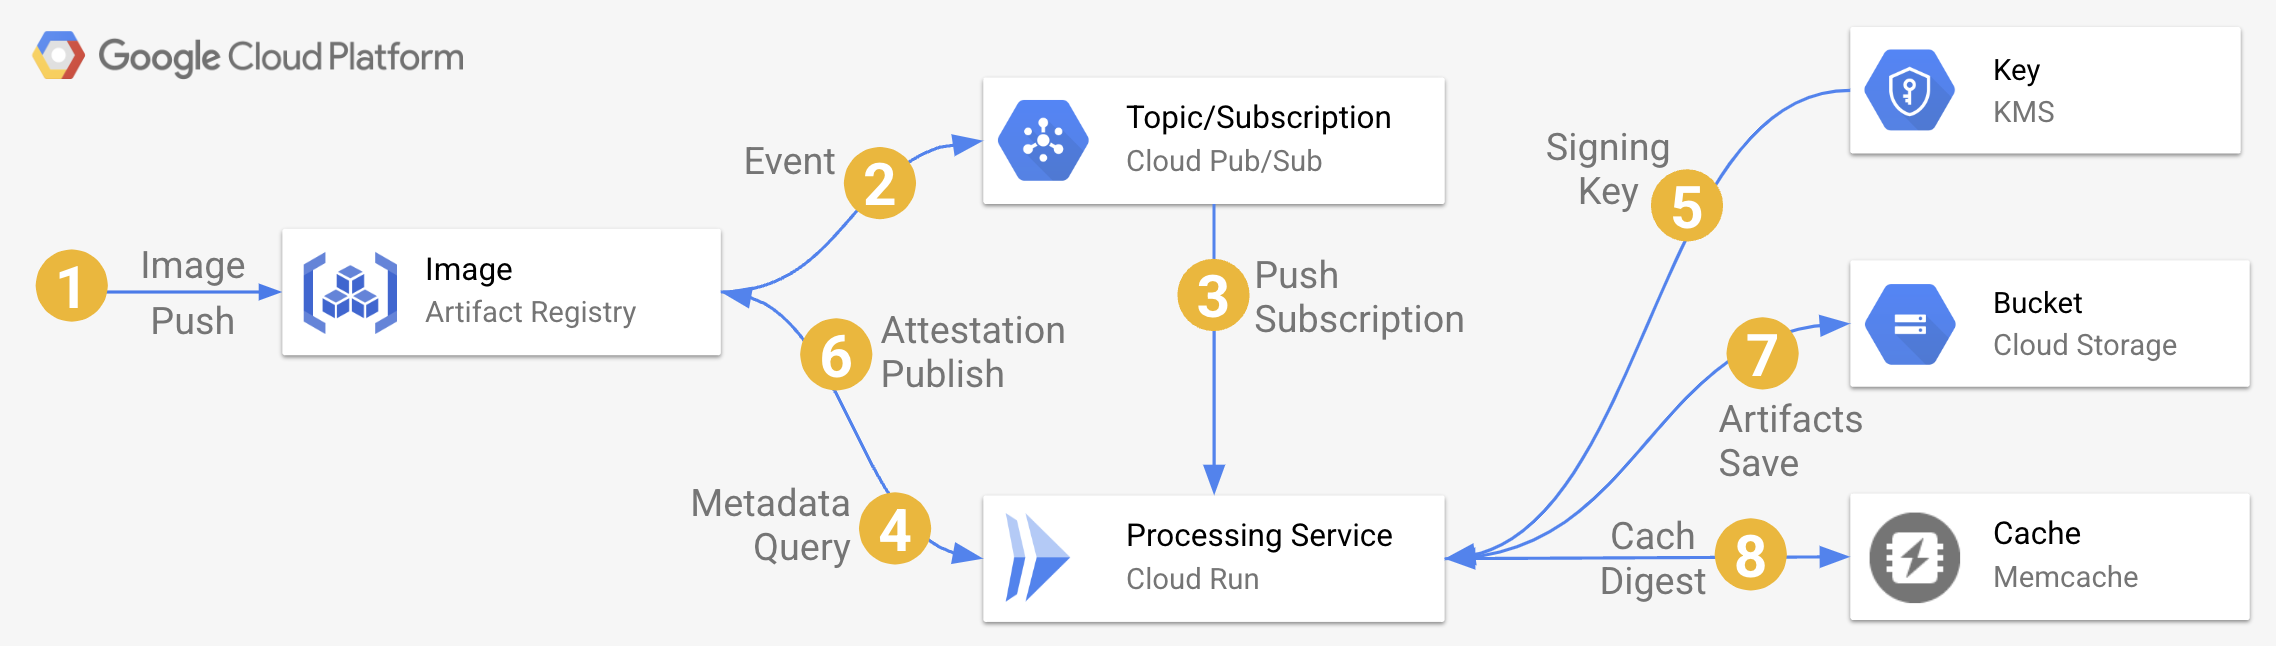 Google Cloud Platform
1
Image
Push
Image
Artifact Registry
Event
2
Topic/Subscription
Cloud Pub/Sub
3
Push
Subscription
6
Attestation
Publish
Metadata
Query
4
Processing Service
Cloud Run
Signing
Key
5
Key
KMS
7
Artifacts
Save
Bucket
Cloud Storage
Cach
Digest
8
Cache
Memcache